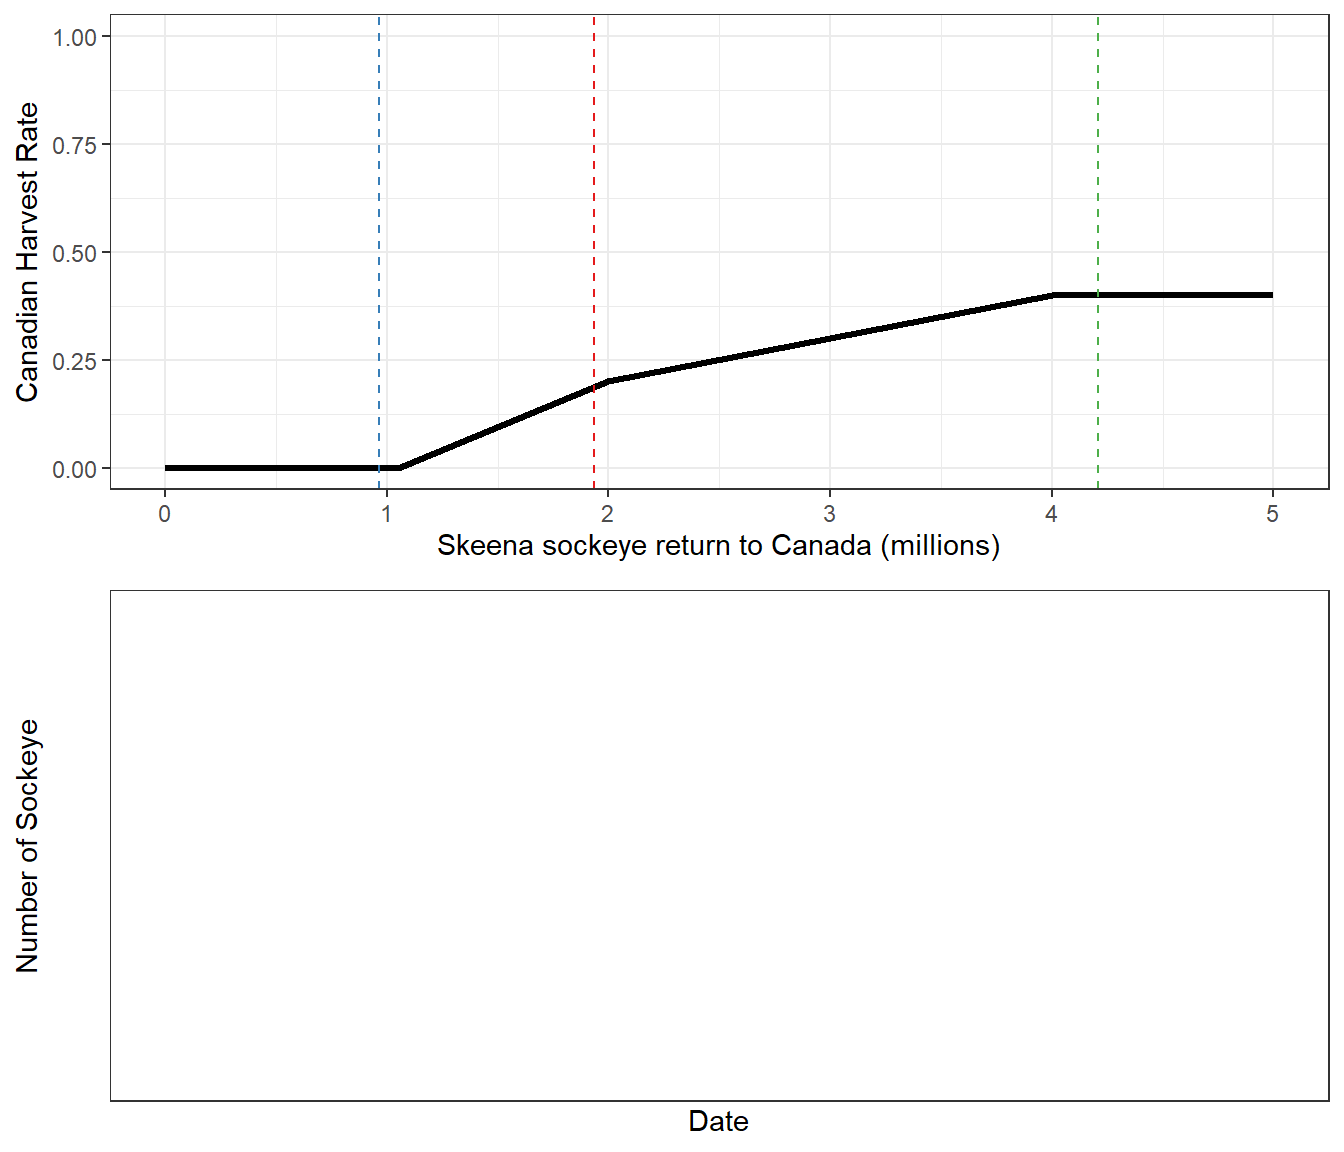 Canadian Harvest Rate
1.00
0.75
0.50
0.25
0.00
0 1 2 3 4 5
Skeena sockeye return to Canada (millions)
Number of Sockeye
Date